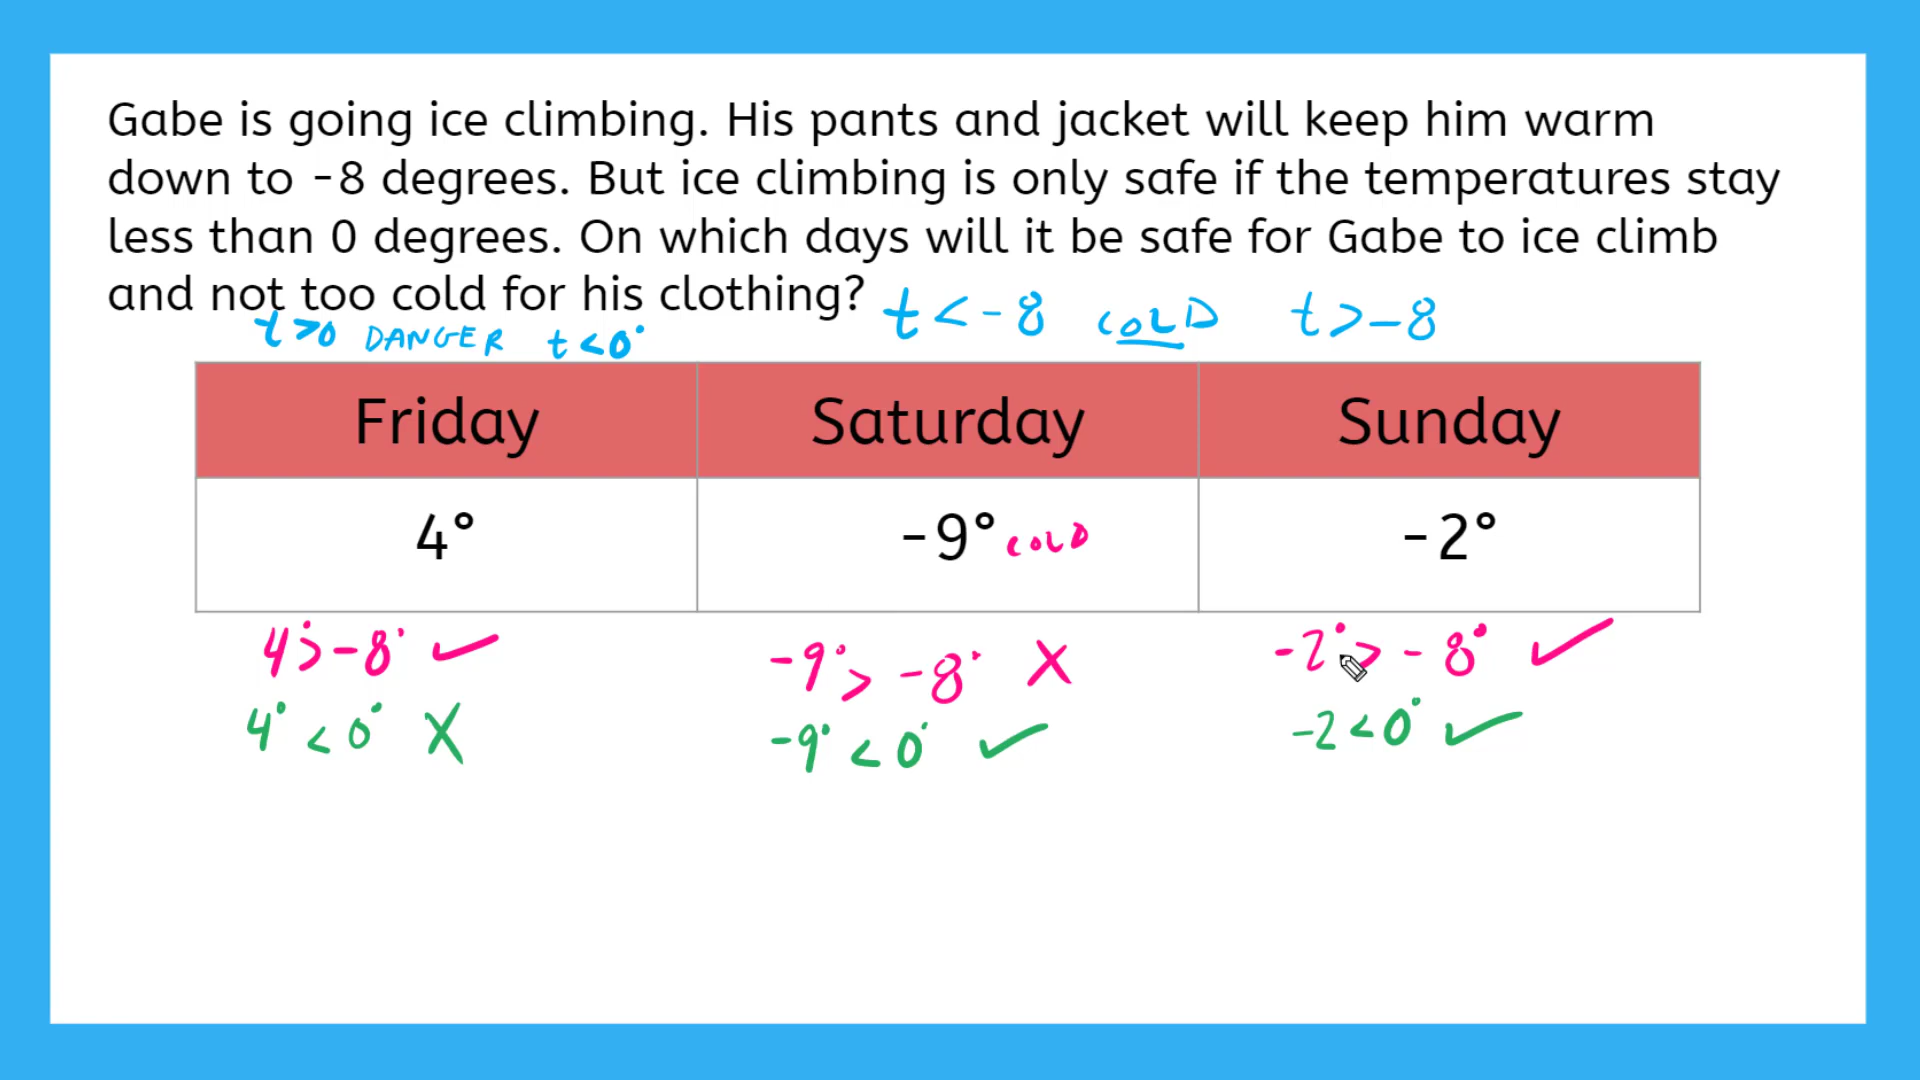 Gabe is going ice climbing. His pants and jacket will keep him warm
down to -8 degrees. But ice climbing is only safe if the temperatures stay
less than 0 degrees. On which days will it be safe for Gabe to ice climb
and not too cold for his clothing? t < -8 COLD t > -8
t > 0 DANGER t < 0°
Friday Saturday Sunday
4° -9° COLD -2°
4° > -8° ✓ -9° > -8° X -2° > -8° ✓
4° < 0° X -9° < 0° ✓ -2 < 0° ✓